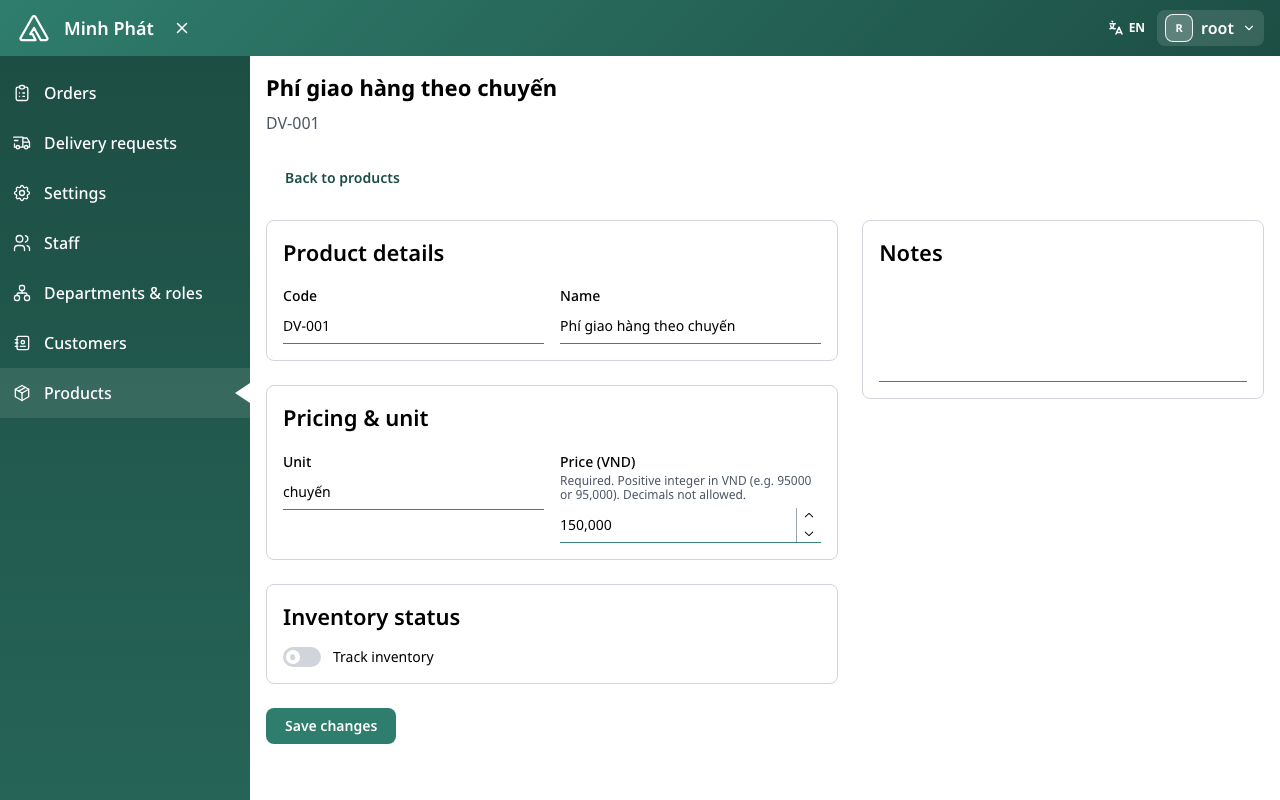 Minh Phát
EN
R
root
Orders
Delivery requests
Settings
Staff
Departments & roles
Customers
Products
Phí giao hàng theo chuyến
DV-001
Back to products
Product details
Code
DV-001
Name
Phí giao hàng theo chuyến
Pricing & unit
Unit
chuyến
Price (VND)
Required. Positive integer in VND (e.g. 95000
or 95,000). Decimals not allowed.
150,000
Inventory status
Track inventory
Save changes
Notes